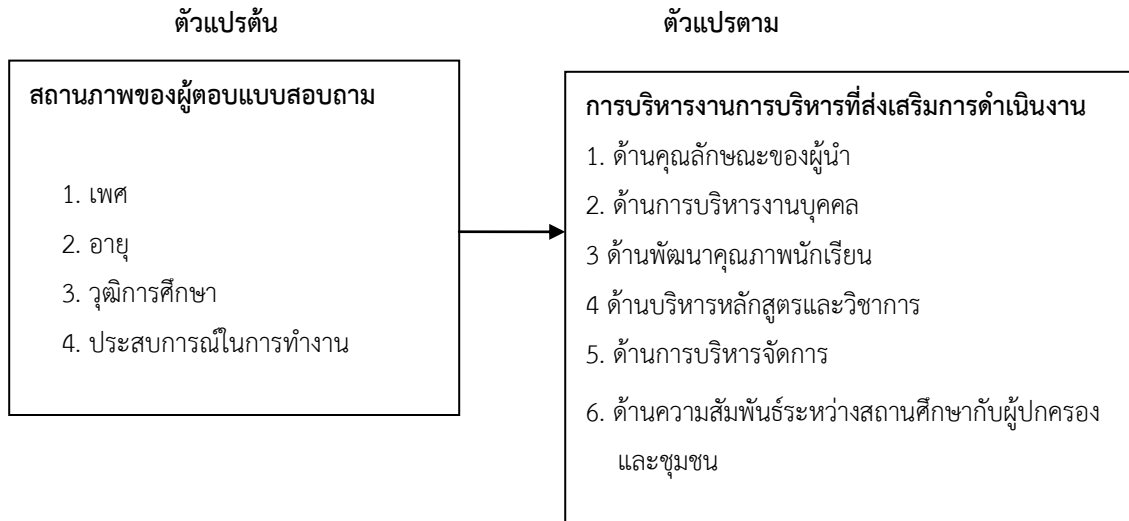 ตัวแปรต้น
ตัวแปรตาม
สถานภาพของผู้ตอบแบบสอบถาม
1. เพศ
2. อายุ
3. วุฒิการศึกษา
4. ประสบการณ์ในการทำงาน
การบริหารงานการบริหารที่ส่งเสริมการดำเนินงาน
1. ด้านคุณลักษณะของผู้นำ
2. ด้านการบริหารงานบุคคล
3 ด้านพัฒนาคุณภาพนักเรียน
4 ด้านบริหารหลักสูตรและวิชาการ
5. ด้านการบริหารจัดการ
6. ด้านความสัมพันธ์ระหว่างสถานศึกษากับผู้ปกครอง
และชุมชน